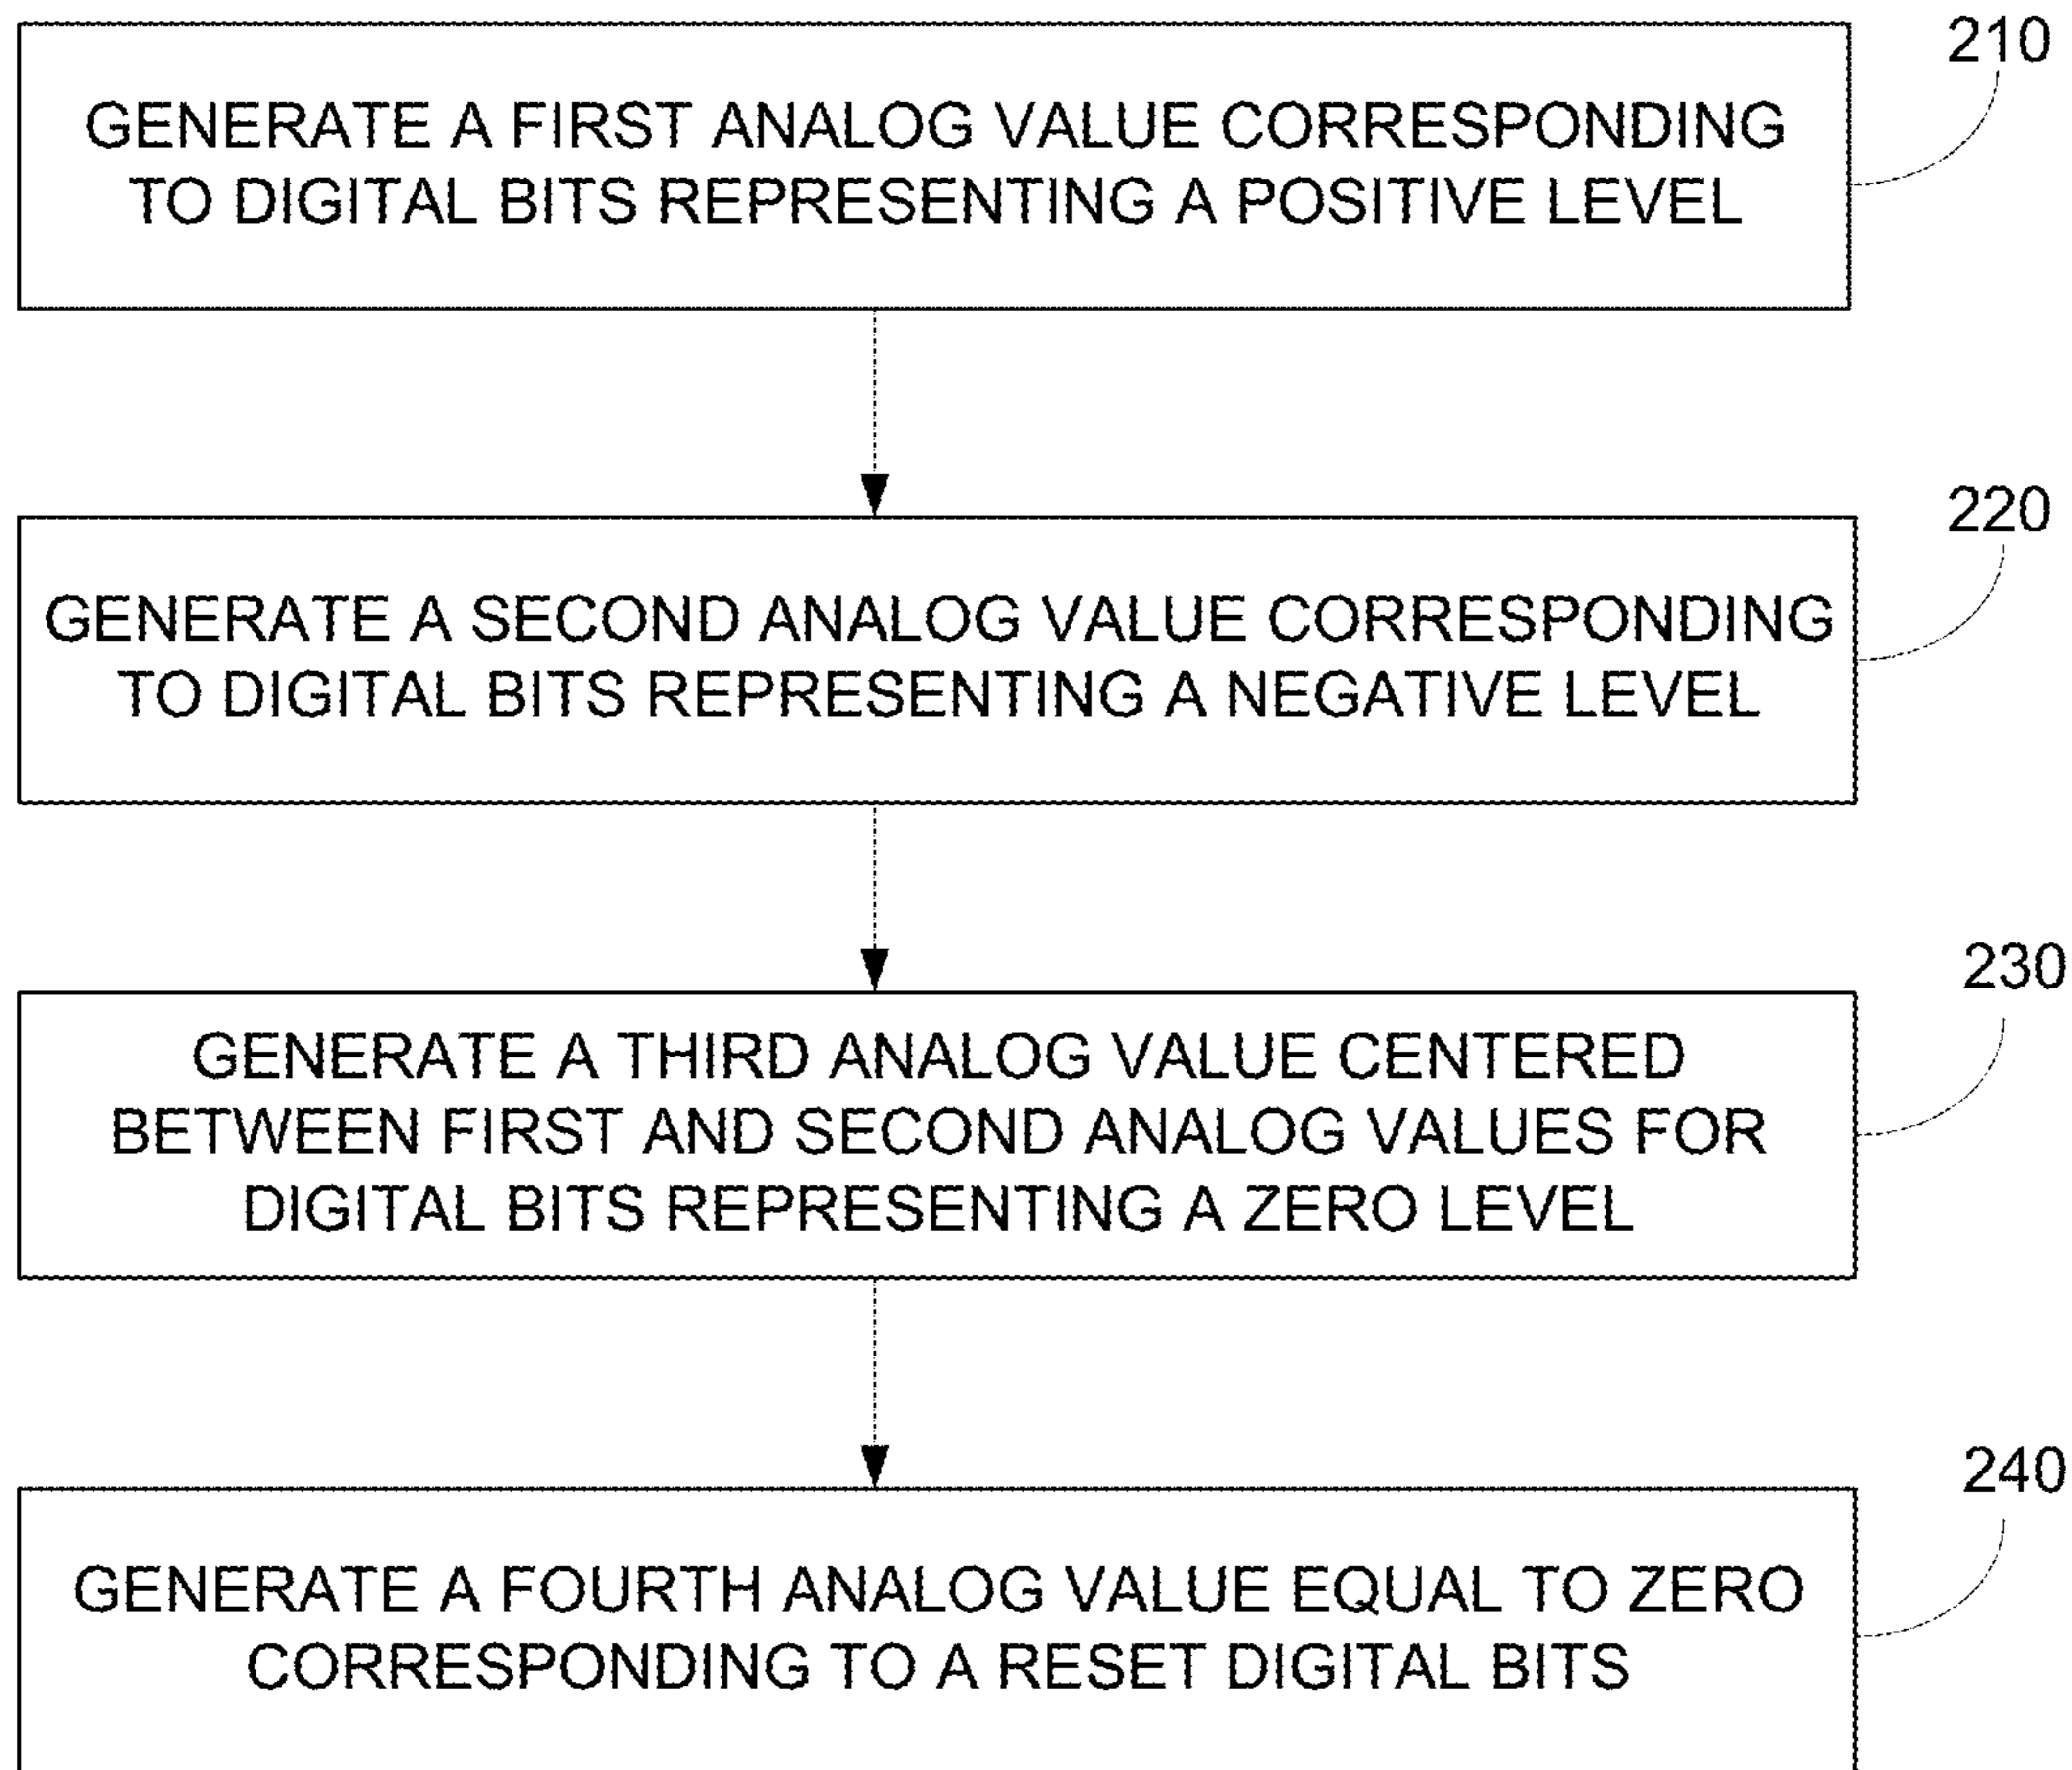 210
GENERATE A FIRST ANALOG VALUE CORRESPONDING
TO DIGITAL BITS REPRESENTING A POSITIVE LEVEL
220
GENERATE A SECOND ANALOG VALUE CORRESPONDING
TO DIGITAL BITS REPRESENTING A NEGATIVE LEVEL
230
GENERATE A THIRD ANALOG VALUE CENTERED
BETWEEN FIRST AND SECOND ANALOG VALUES FOR
DIGITAL BITS REPRESENTING A ZERO LEVEL
240
GENERATE A FOURTH ANALOG VALUE EQUAL TO ZERO
CORRESPONDING TO A RESET DIGITAL BITS